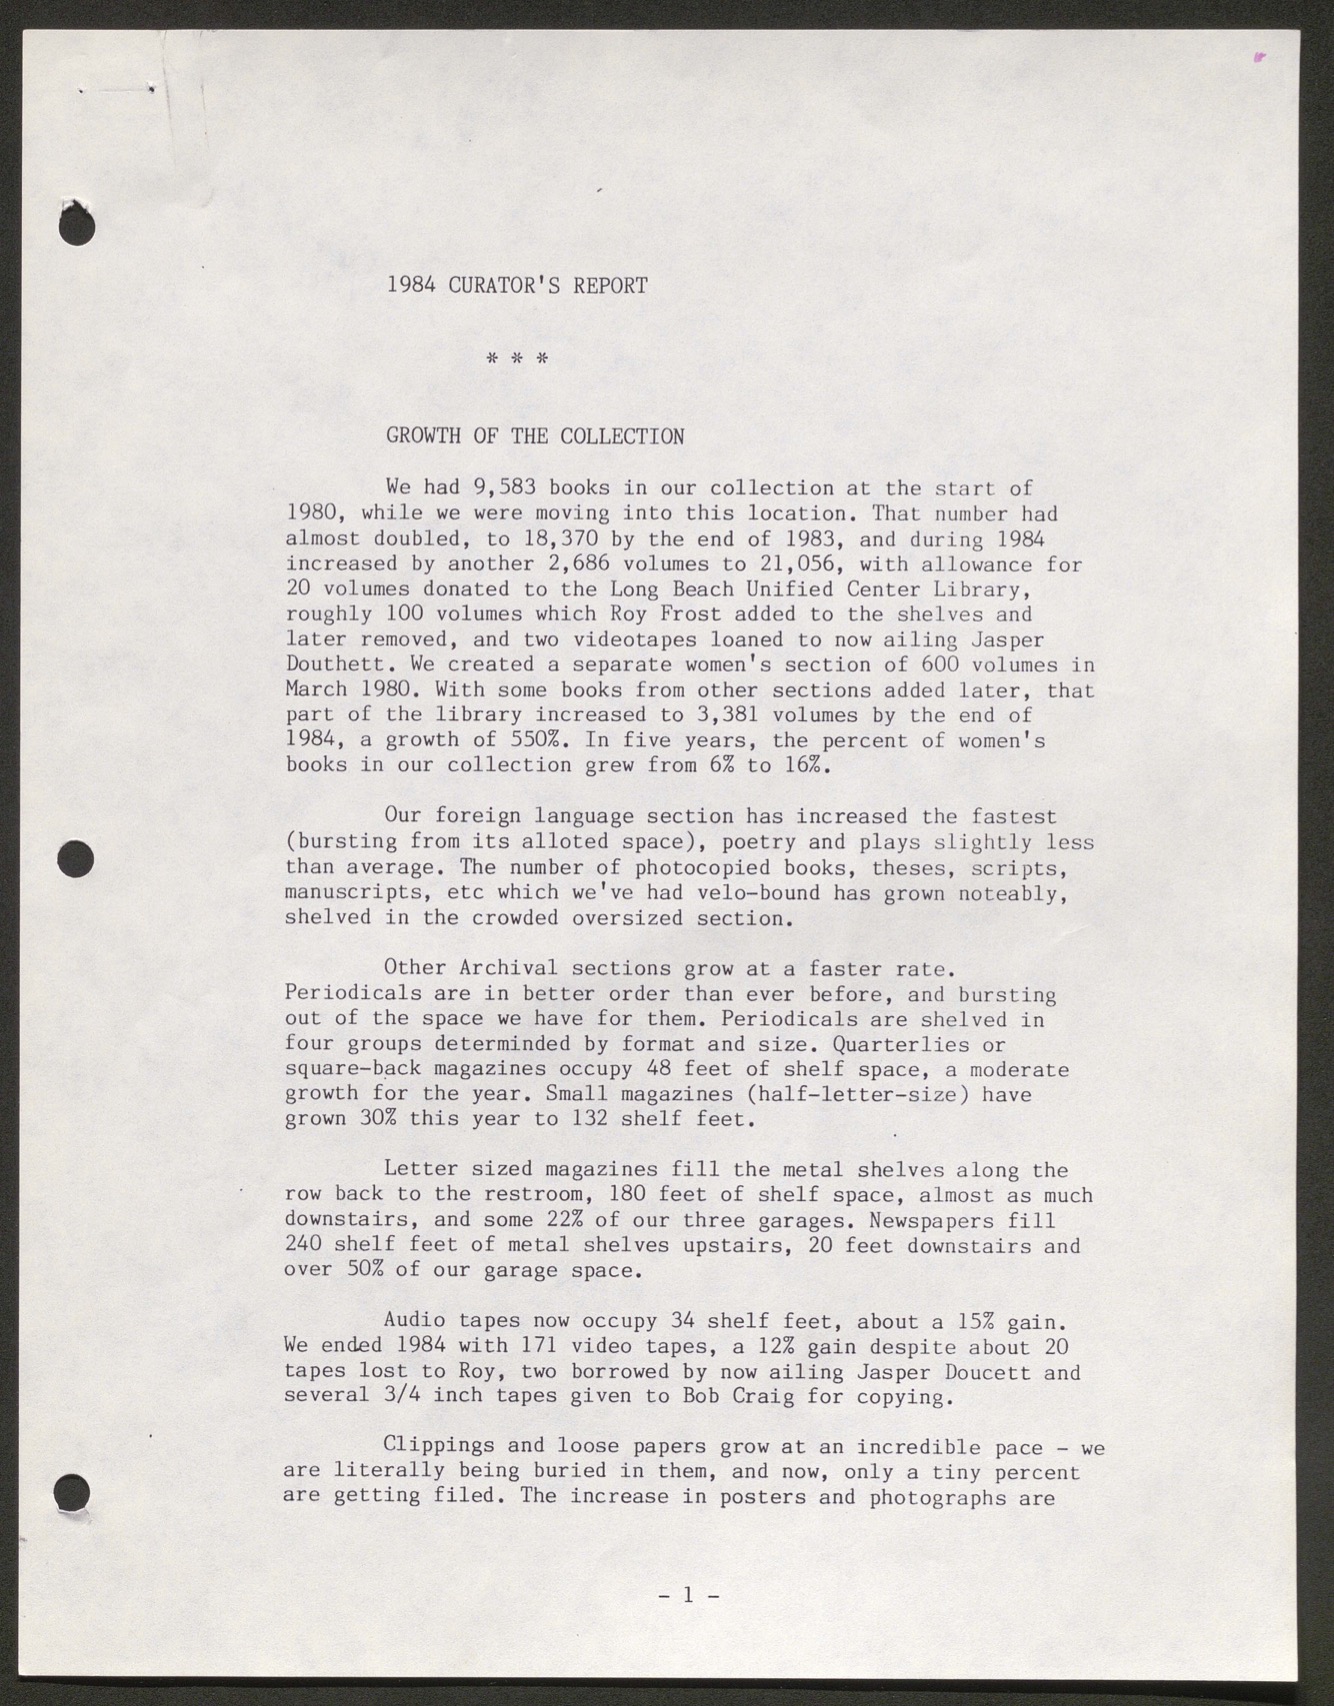 1984 CURATOR'S REPORT
* * *
GROWTH OF THE COLLECTION
We had 9,583 books in our collection at the start of
1980, while we were moving into this location. That number had
almost doubled, to 18,370 by the end of 1983, and during 1984
increased by another 2,686 volumes to 21,056, with allowance for
20 volumes donated to the Long Beach Unified Center Library,
roughly 100 volumes which Roy Frost added to the shelves and
later removed, and two videotapes loaned to now ailing Jasper
Douthett. We created a separate women's section of 600 volumes in
March 1980. With some books from other sections added later, that
part of the library increased to 3,381 volumes by the end of
1984, a growth of 550%. In five years, the percent of women's
books in our collection grew from 6% to 16%.
Our foreign language section has increased the fastest
(bursting from its alloted space), poetry and plays slightly less
than average. The number of photocopied books, theses, scripts,
manuscripts, etc which we've had velo-bound has grown noteably,
shelved in the crowded oversized section.
Other Archival sections grow at a faster rate.
Periodicals are in better order than ever before, and bursting
out of the space we have for them. Periodicals are shelved in
four groups determinded by format and size. Quarterlies or
square-back magazines occupy 48 feet of shelf space, a moderate
growth for the year. Small magazines (half-letter-size) have
grown 30% this year to 132 shelf feet.
Letter sized magazines fill the metal shelves along the
row back to the restroom, 180 feet of shelf space, almost as much
downstairs, and some 22% of our three garages. Newspapers fill
240 shelf feet of metal shelves upstairs, 20 feet downstairs and
over 50% of our garage space.
Audio tapes now occupy 34 shelf feet, about a 15% gain.
We ended 1984 with 171 video tapes, a 12% gain despite about 20
tapes lost to Roy, two borrowed by now ailing Jasper Doucett and
several 3/4 inch tapes given to Bob Craig for copying.
Clippings and loose papers grow at an incredible pace - we
are literally being buried in them, and now, only a tiny percent
are getting filed. The increase in posters and photographs are
- 1 -